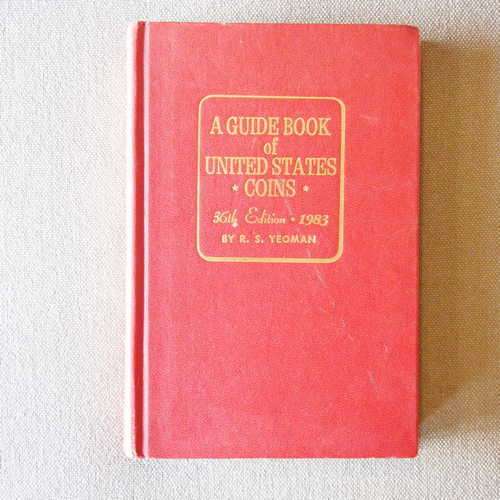 A GUIDE BOOK
of
UNITED STATES
* COINS *
36th Edition • 1983
BY R. S. YEOMAN